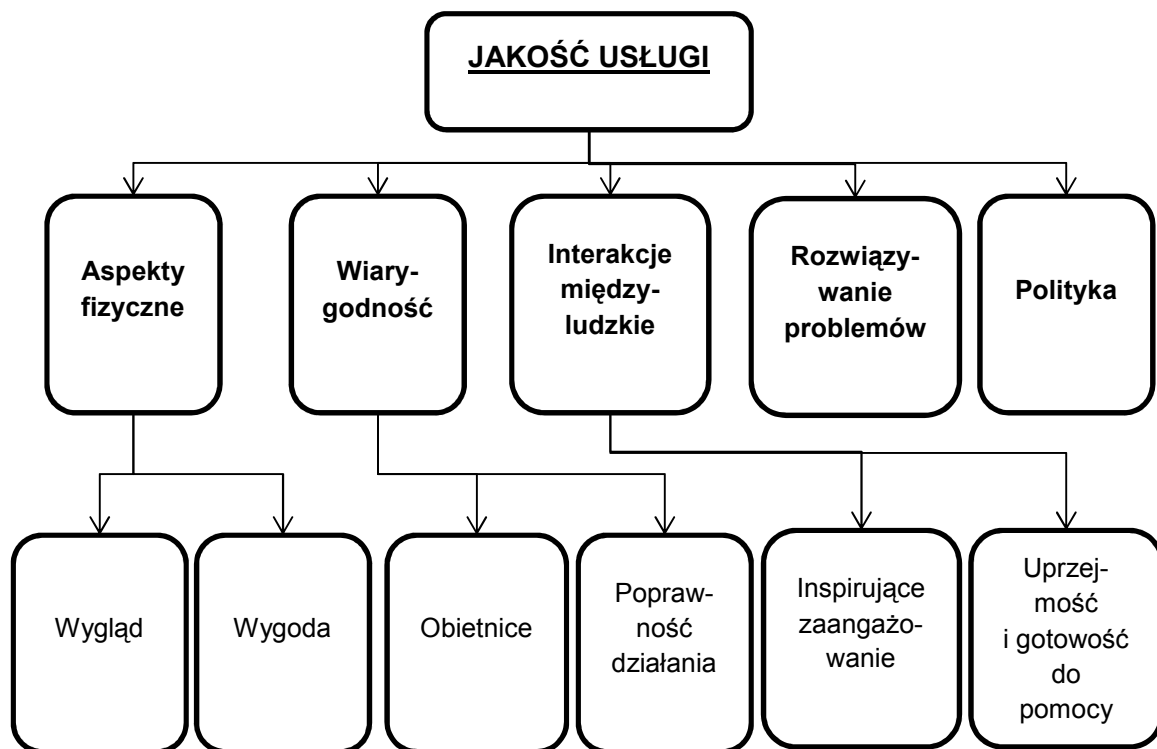 JAKOŚĆ USŁUGI
Aspekty
fizyczne
Wiary-
godność
Interakcje
między-
ludzkie
Rozwiązy-
wanie
problemów
Polityka
Wygląd
Wygoda
Obietnice
Popraw-
ność
działania
Inspirujące
zaangażo-
wanie
Uprzej-
mość
i gotowość
do
pomocy